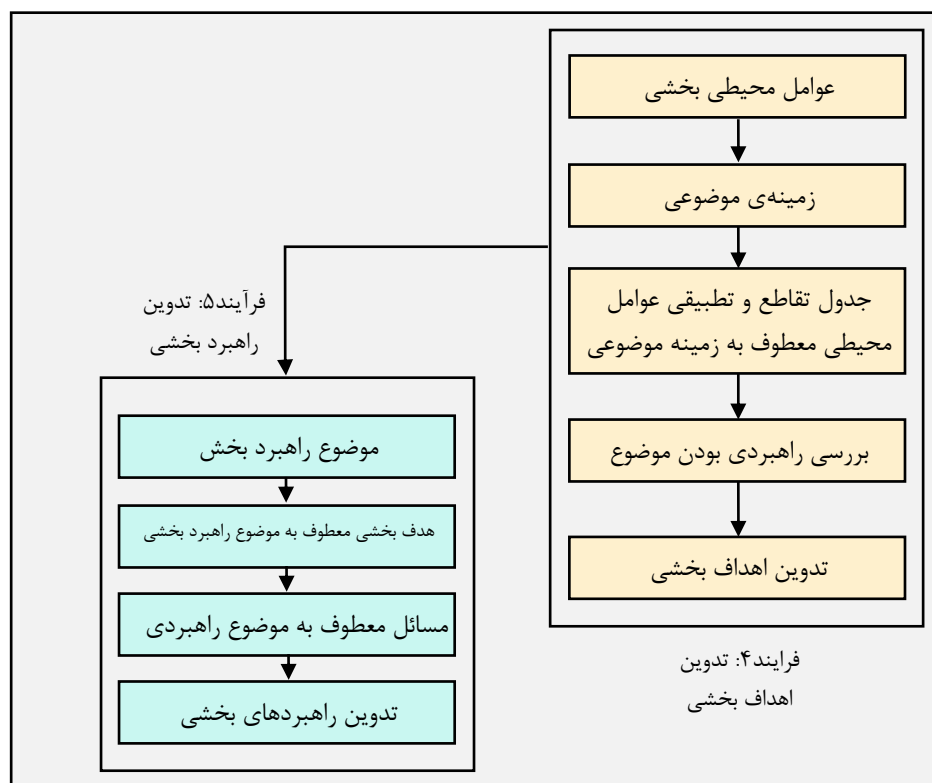 عوامل محیطی بخشی
زمینه‌ی موضوعی
جدول تقاطع و تطبیقی عوامل
محیطی معطوف به زمینه موضوعی
بررسی راهبردی بودن موضوع
تدوین اهداف بخشی
فرایند۴: تدوین
اهداف بخشی
فرآیند۵: تدوین
راهبرد بخشی
موضوع راهبرد بخش
هدف بخشی معطوف به موضوع راهبرد بخشی
مسائل معطوف به موضوع راهبردی
تدوین راهبردهای بخشی